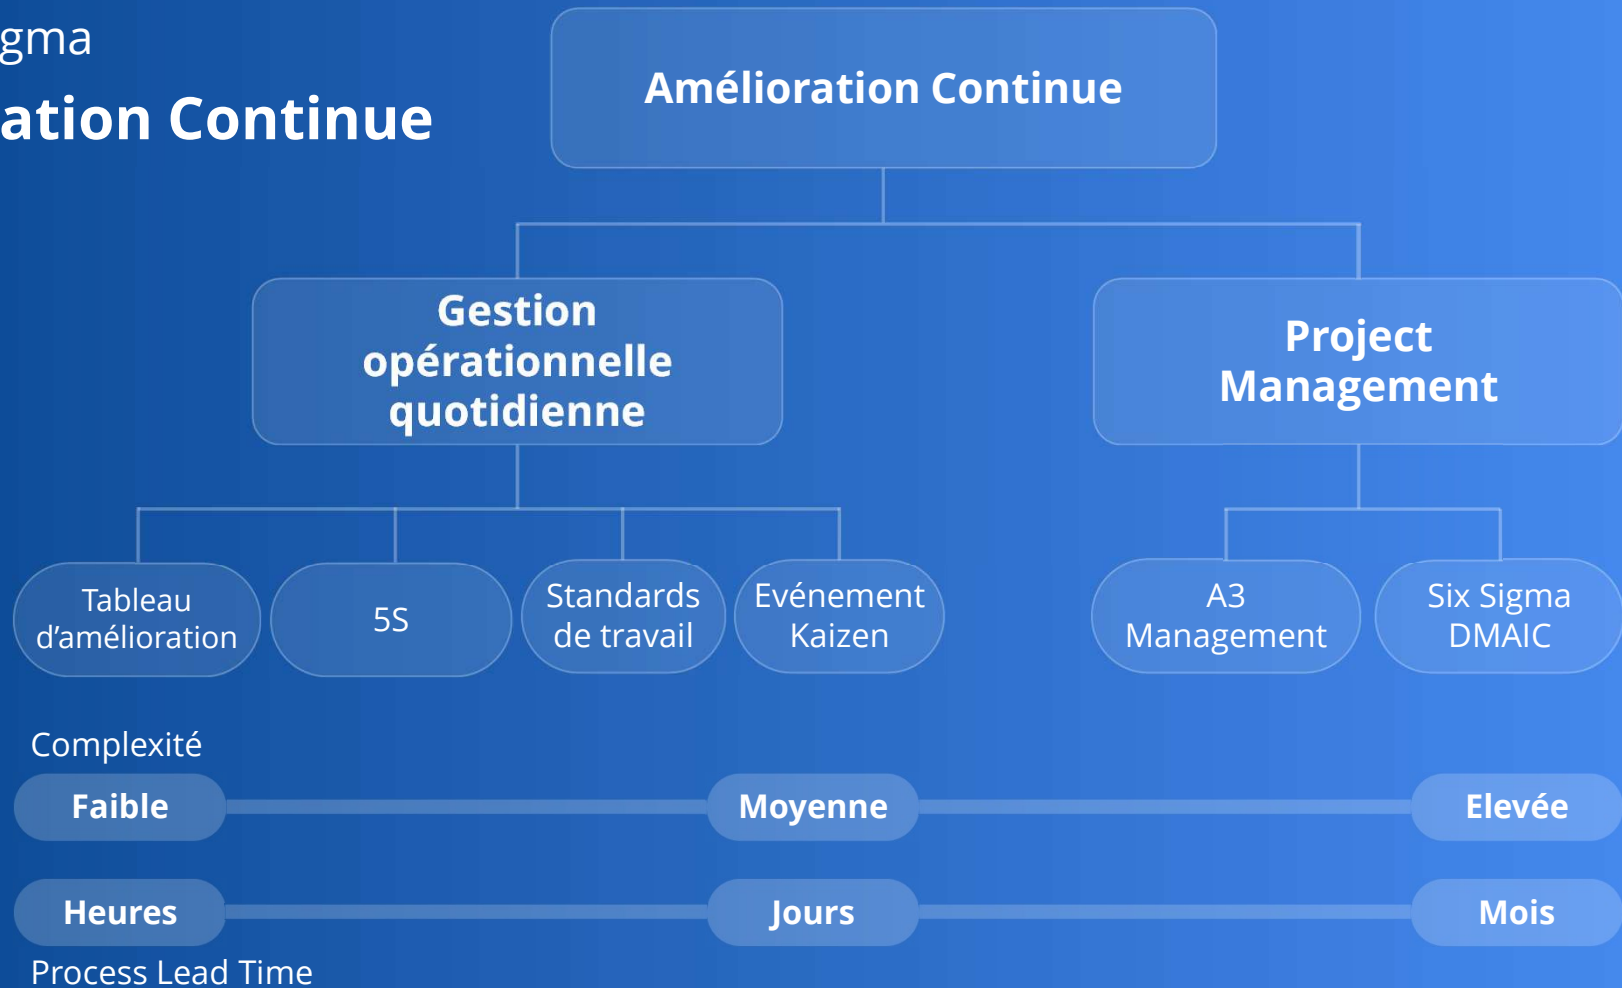 gma
ation Continue
Amélioration Continue
Gestion
opérationnelle
quotidienne
Project
Management
Tableau
d’amélioration
5S
Standards
de travail
Evénement
Kaizen
A3
Management
Six Sigma
DMAIC
Complexité
Faible
Moyenne
Elevée
Heures
Jours
Mois
Process Lead Time